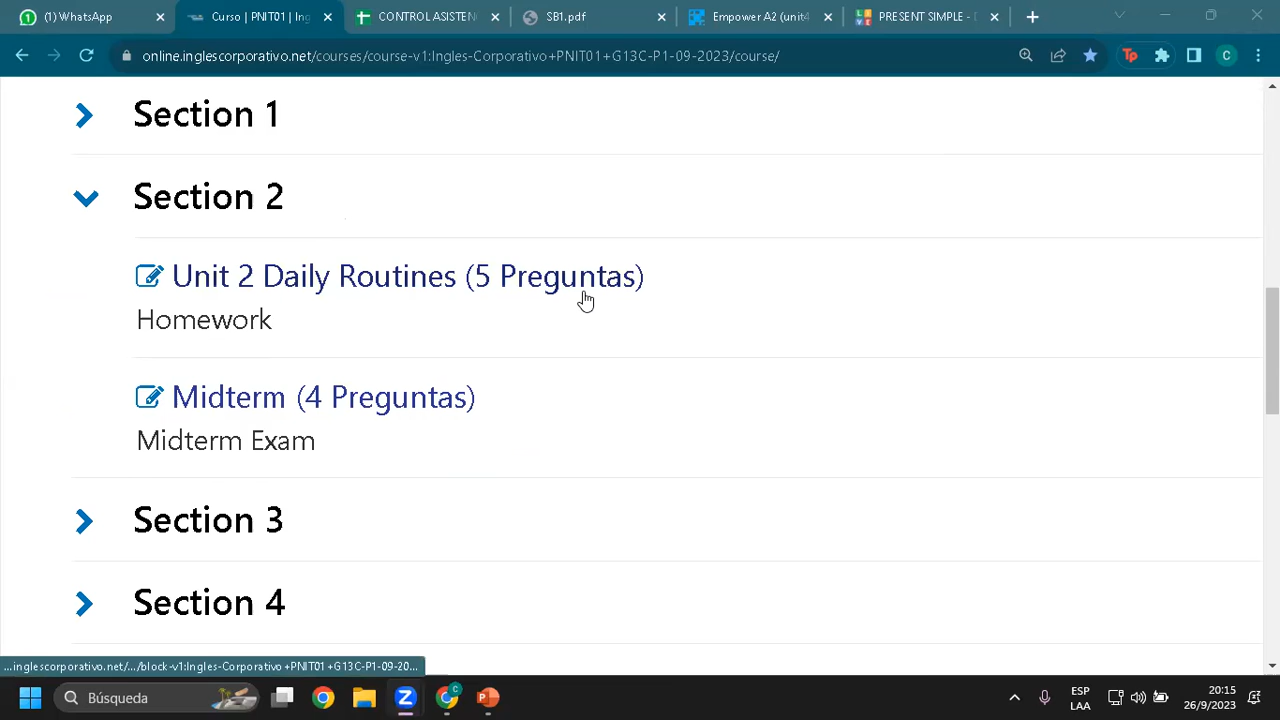 (1) WhatsApp
Curso | PNIT01 | Ing
CONTROL ASISTEN
SB1.pdf
Empower A2 (unit4
PRESENT SIMPLE - D
online.inglescorporativo.net/courses/course-v1:Ingles-Corporativo+PNIT01+G13C-P1-09-2023/course/
Section 1
Section 2
Unit 2 Daily Routines (5 Preguntas)
Homework
Midterm (4 Preguntas)
Midterm Exam
Section 3
Section 4
...inglescorporativo.net/.../block-v1:Ingles-Corporativo+PNIT01+G13C-P1-09-20...
Búsqueda
ESP
LAA
20:15
26/9/2023